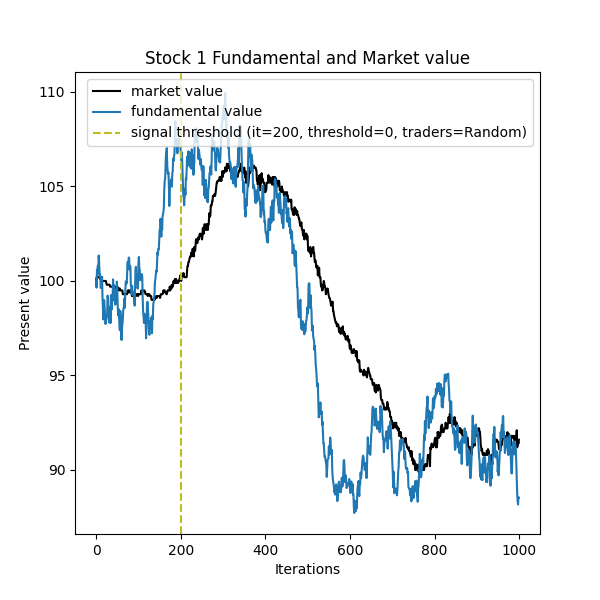 Stock 1 Fundamental and Market value
market value
fundamental value
signal threshold (it=200, threshold=0, traders=Random)
Present value
110
105
100
95
90
0 200 400 600 800 1000
Iterations